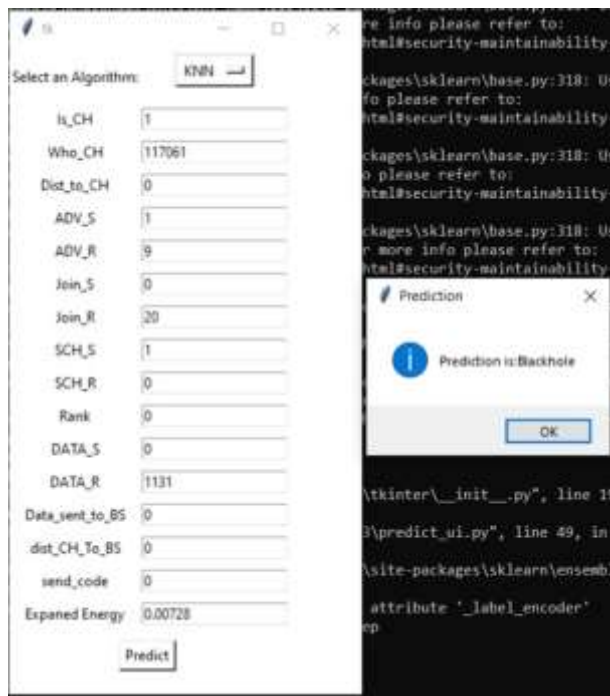 tk
Select an Algorithm: KNN
Is_CH 1
Who_CH 117061
Dist_to_CH 0
ADV_S 1
ADV_R 9
Join_S 0
Join_R 20
SCH_S 1
SCH_R 0
Rank 0
DATA_S 0
DATA_R 1131
Data_sent_to_BS 0
dist_CH_To_BS 0
send_code 0
Expaned Energy 0.00728
Predict
re info please refer to:
html#security-maintainability
ckages\sklearn\base.py:318: U
fo please refer to:
html#security-maintainability
ckages\sklearn\base.py:318: Us
o please refer to:
html#security-maintainability
ckages\sklearn\base.py:318: Us
r more info please refer to:
html#security-maintainability
Prediction
Prediction is:Blackhole
OK
\tkinter\__init__.py", line 1
3\predict_ui.py", line 49, in
\site-packages\sklearn\ensemb
attribute '_label_encoder'
ep